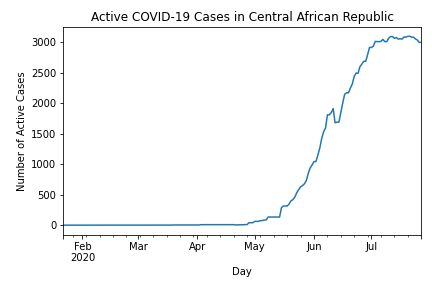 Active COVID-19 Cases in Central African Republic
3000
2500
2000
1500
1000
500
0
Number of Active Cases
Feb
2020
Mar
Apr
May
Jun
Jul
Day